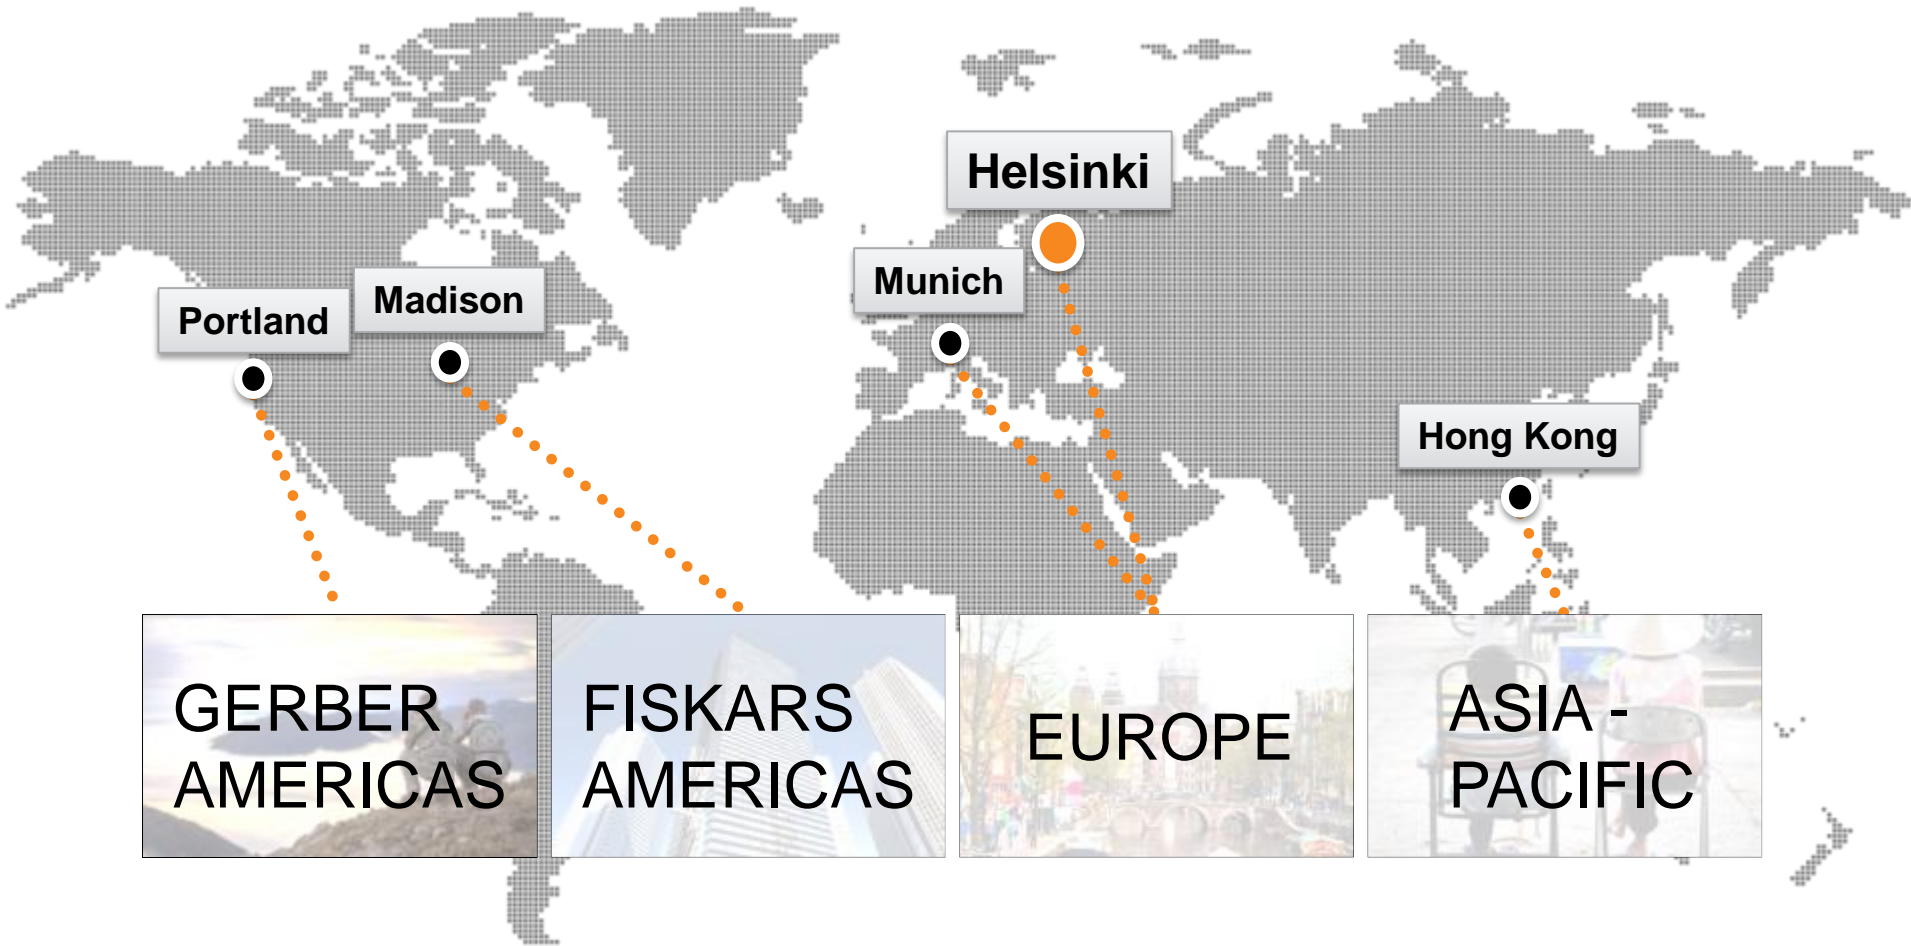 Helsinki
Munich
Madison
Portland
Hong Kong
GERBER
AMERICAS
FISKARS
AMERICAS
EUROPE
ASIA -
PACIFIC